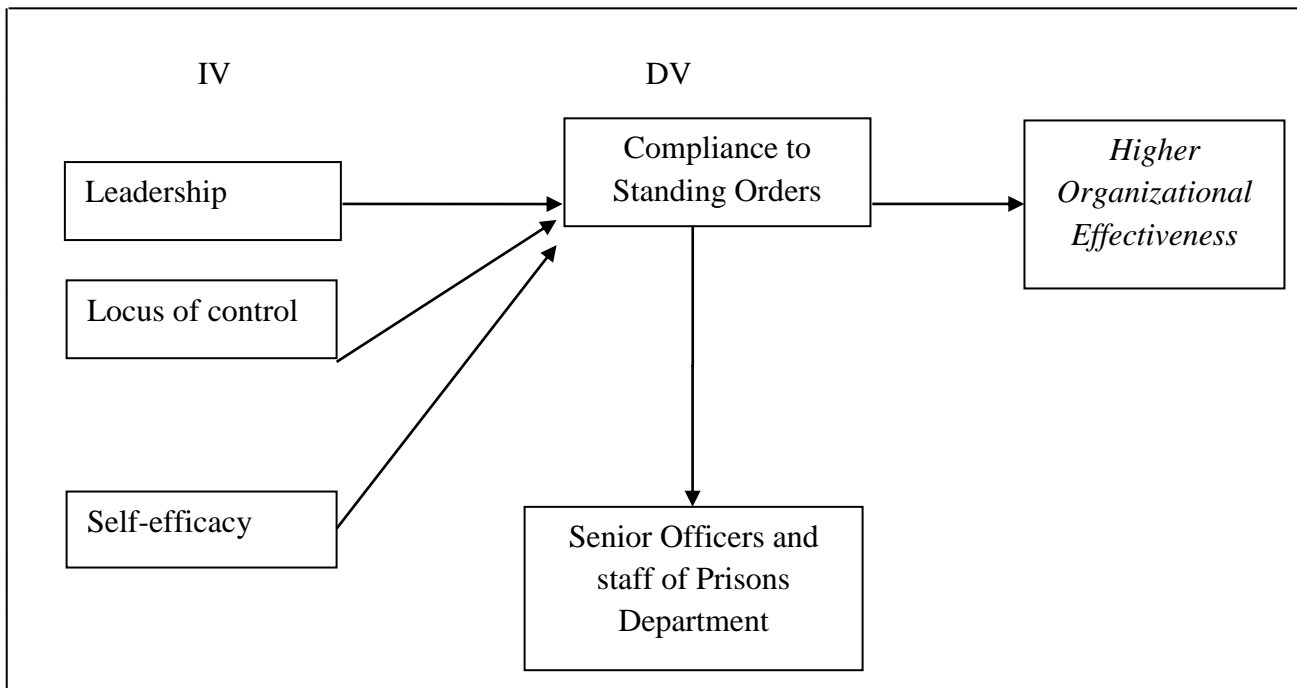 IV
DV
Leadership
Locus of control
Self-efficacy
Compliance to
Standing Orders
Higher
Organizational
Effectiveness
Senior Officers and
staff of Prisons
Department